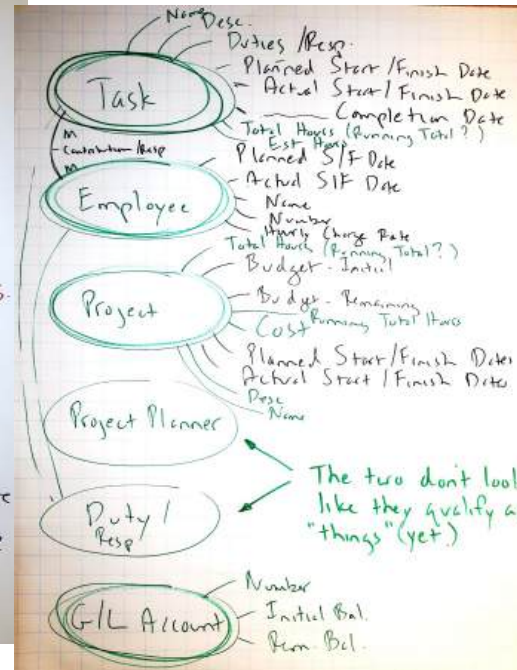 Name
Desc.
Duties / Resp.
Planned Start / Finish Date
Actual Start / Finish Date
Completion Date
Task
Total Hours (Running Total?)
Est Hours
M
Contribution / Resp
M
Planned S/F Date
Actual S/F Date
Name
Number
Hourly Charge Rate
Employee
Total Hours (Running Total?)
Budget - Initial
Budget - Remaining
Running Total Hours
Cost
Project
Planned Start / Finish Dates
Actual Start / Finish Dates
Desc
Name
Project Planner
The two don't look
like they qualify a
"things" (yet)
Duty /
Resp
Number
Initial Bal.
Rem. Bal.
G/L Account